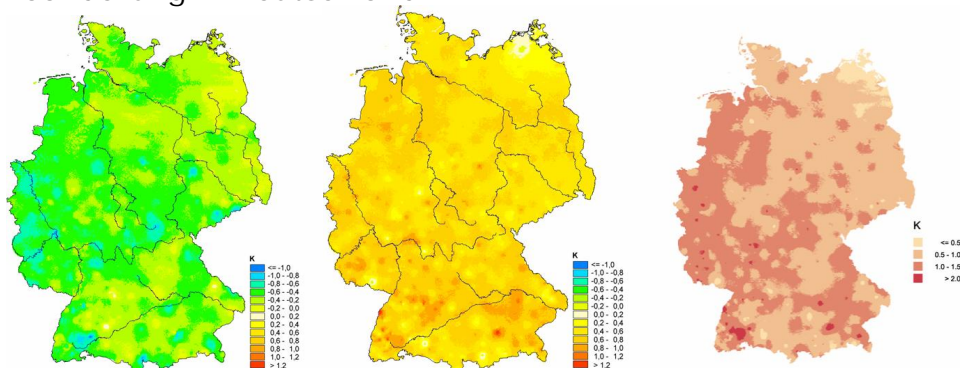 K
<= -1,0
-1,0 - -0,8
-0,8 - -0,6
-0,6 - -0,4
-0,4 - -0,2
-0,2 - 0,0
0,0 - 0,2
0,2 - 0,4
0,4 - 0,6
0,6 - 0,8
0,8 - 1,0
1,0 - 1,2
> 1,2
K
<= -1,0
-1,0 - -0,8
-0,8 - -0,6
-0,6 - -0,4
-0,4 - -0,2
-0,2 - 0,0
0,0 - 0,2
0,2 - 0,4
0,4 - 0,6
0,6 - 0,8
0,8 - 1,0
1,0 - 1,2
> 1,2
K
<= 0.5
0.5 - 1.0
1.0 - 1.5
> 2.0